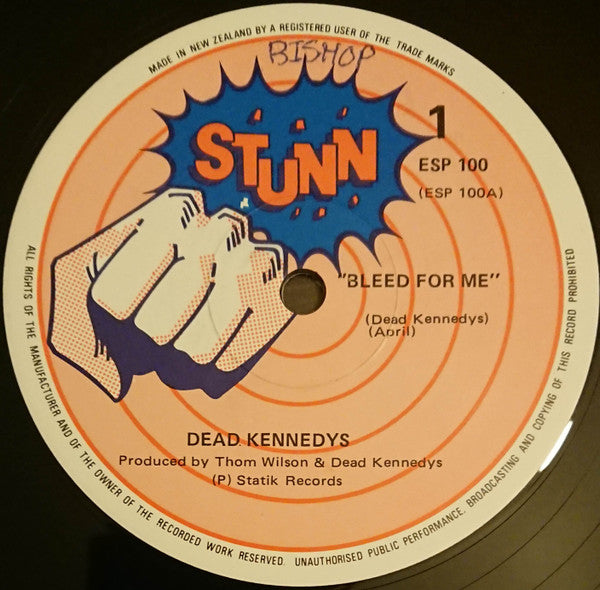 MADE IN NEW ZEALAND BY A REGISTERED USER OF THE TRADE MARKS
BISHOP
STUNN
1
ESP 100
(ESP 100A)
"BLEED FOR ME"
(Dead Kennedys)
(April)
DEAD KENNEDYS
Produced by Thom Wilson & Dead Kennedys
(P) Statik Records
ALL RIGHTS OF THE MANUFACTURER AND OF THE OWNER OF THE RECORDED WORK RESERVED. UNAUTHORISED PUBLIC PERFORMANCE. BROADCASTING AND COPYING OF THIS RECORD PROHIBITED